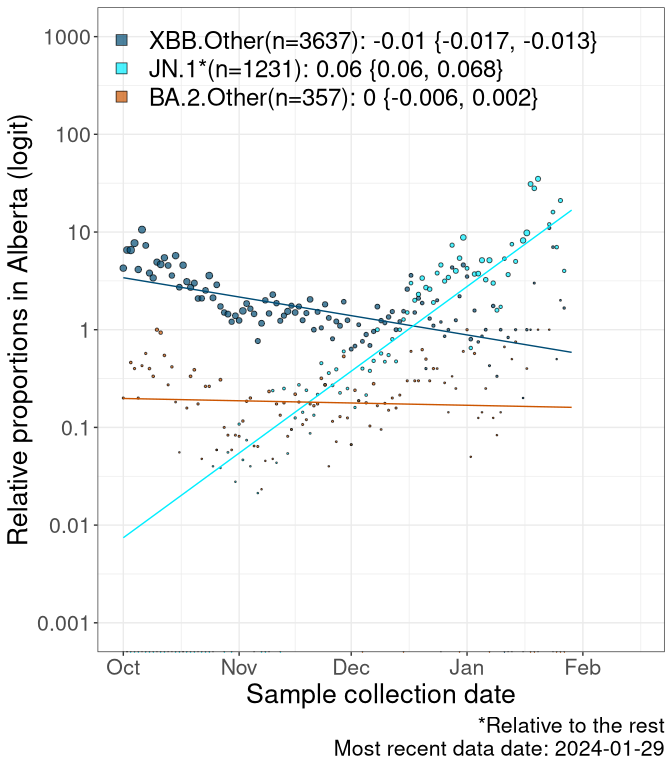 XBB.Other(n=3637): -0.01 {-0.017, -0.013}
JN.1*(n=1231): 0.06 {0.06, 0.068}
BA.2.Other(n=357): 0 {-0.006, 0.002}
Relative proportions in Alberta (logit)
1000
100
10
1
0.1
0.01
0.001
Oct Nov Dec Jan Feb
Sample collection date
*Relative to the rest
Most recent data date: 2024-01-29